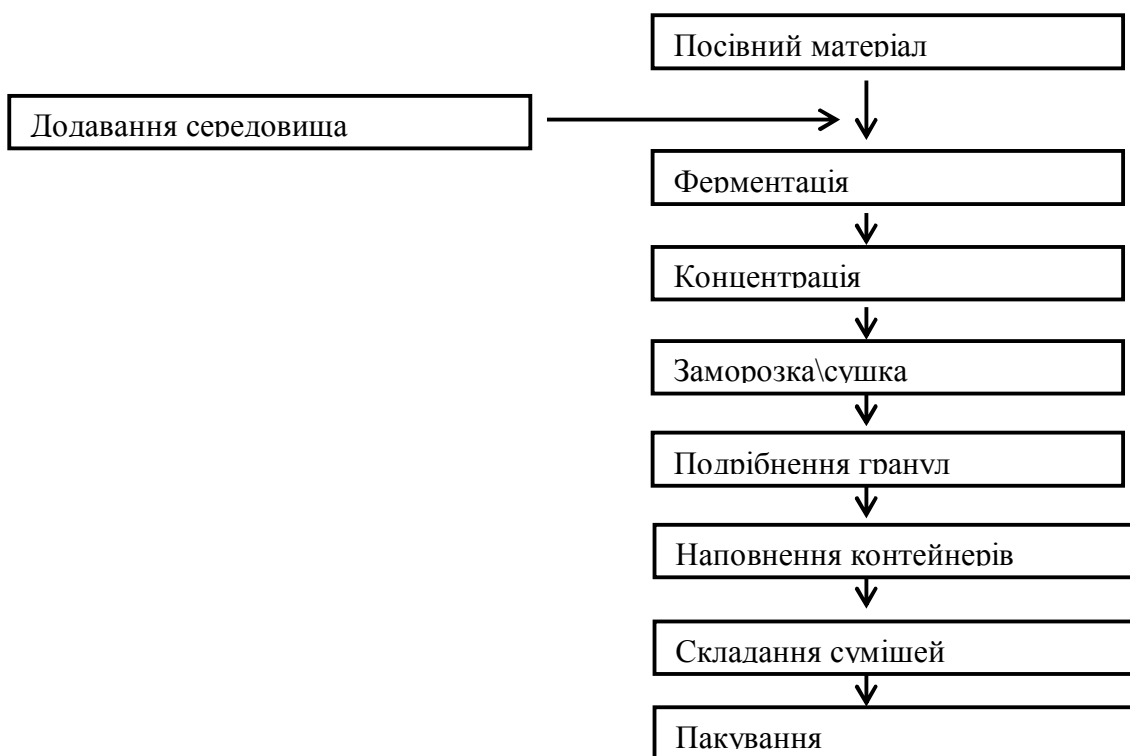 Посівний матеріал
Додавання середовища
Ферментація
Концентрація
Заморозка\сушка
Подрібнення гранул
Наповнення контейнерів
Складання сумішей
Пакування